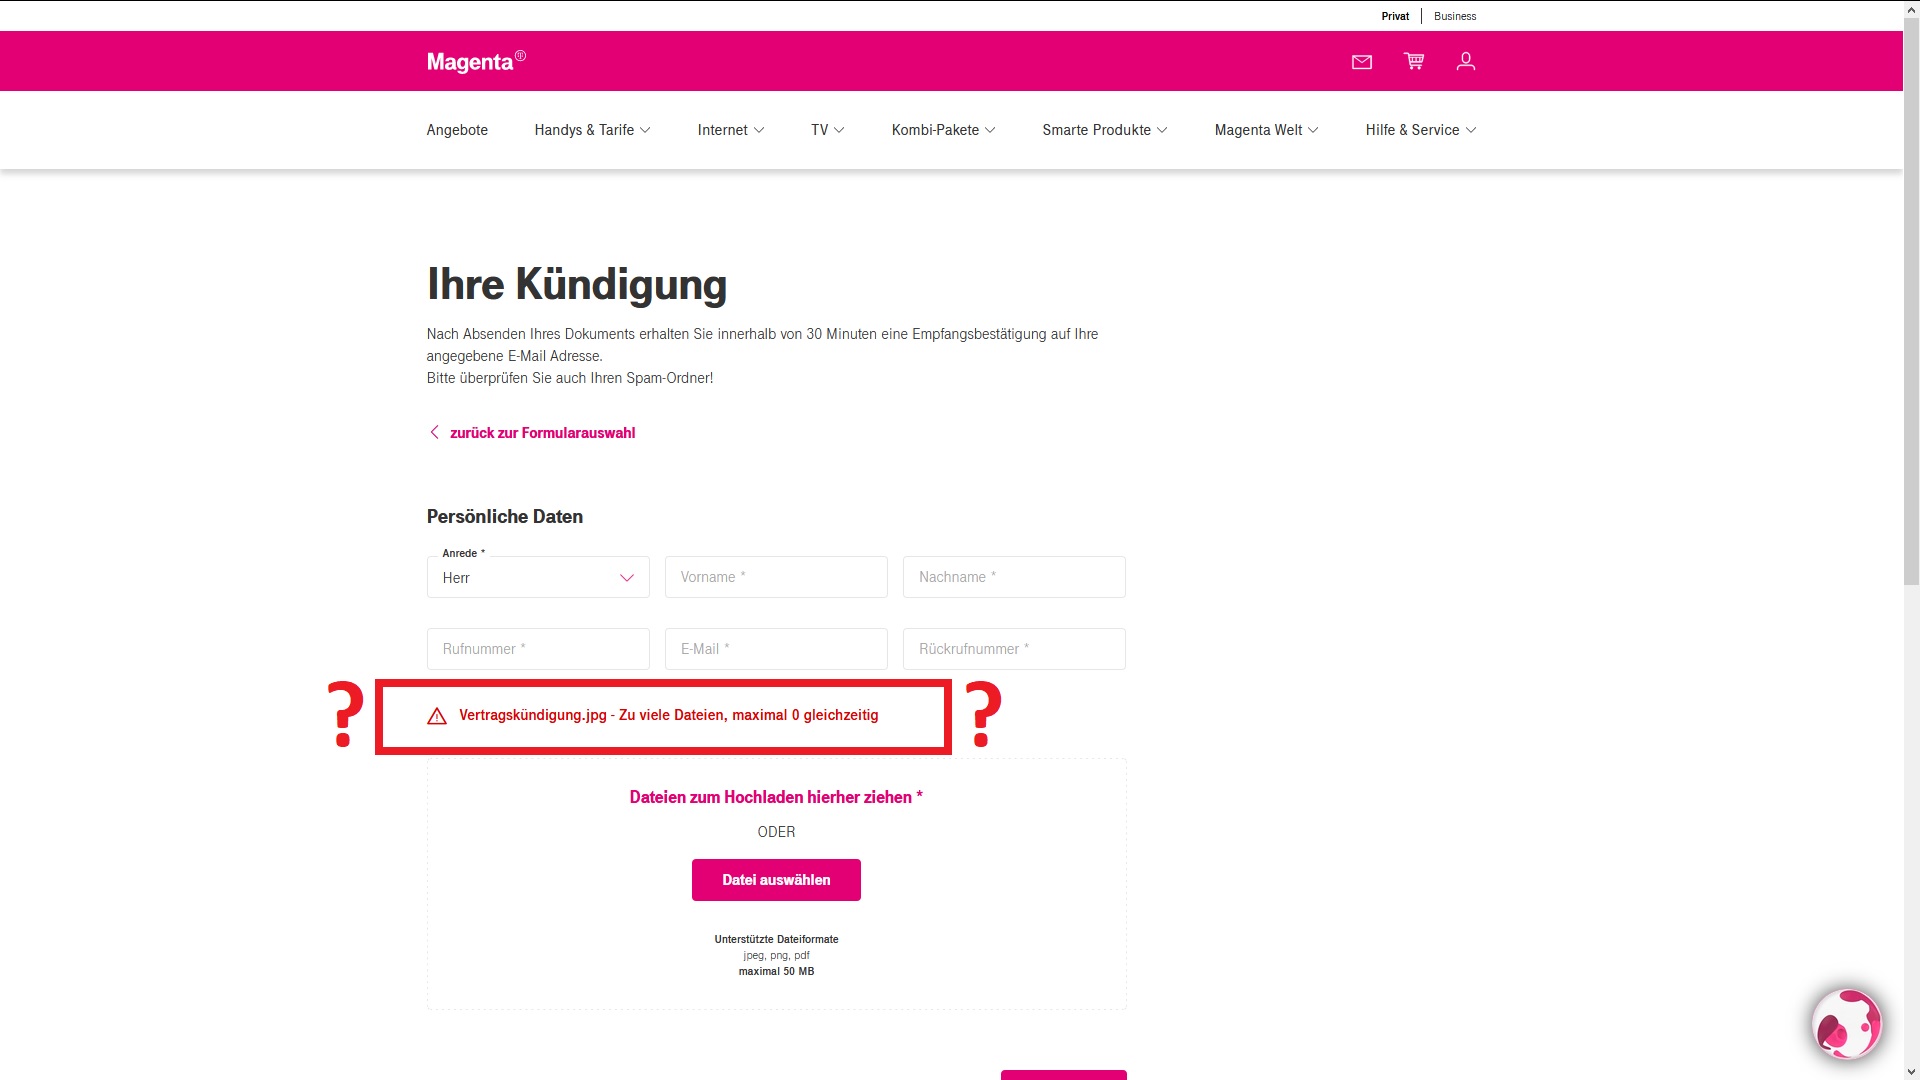 Privat Business
Magenta
Angebote Handys & Tarife Internet TV Kombi-Pakete Smarte Produkte Magenta Welt Hilfe & Service
Ihre Kündigung
Nach Absenden Ihres Dokuments erhalten Sie innerhalb von 30 Minuten eine Empfangsbestätigung auf Ihre
angegebene E-Mail Adresse.
Bitte überprüfen Sie auch Ihren Spam-Ordner!
zurück zur Formularauswahl
Persönliche Daten
Anrede *
Herr Vorname * Nachname *
Rufnummer * E-Mail * Rückrufnummer *
? Vertragskündigung.jpg - Zu viele Dateien, maximal 0 gleichzeitig ?
Dateien zum Hochladen hierher ziehen *
ODER
Datei auswählen
Unterstützte Dateiformate
jpeg, png, pdf
maximal 50 MB